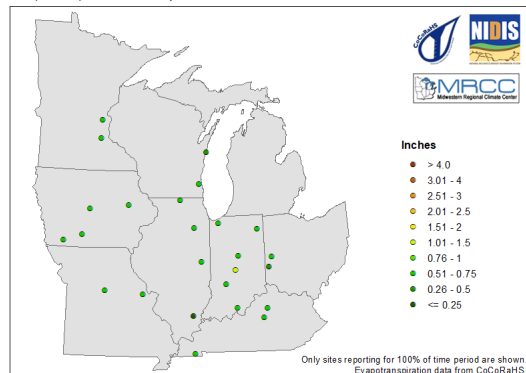 CoCoRaHS
NIDIS
MRCC
Midwestern Regional Climate Center
Inches
> 4.0
3.01 - 4
2.51 - 3
2.01 - 2.5
1.51 - 2
1.01 - 1.5
0.76 - 1
0.51 - 0.75
0.26 - 0.5
<= 0.25
Only sites reporting for 100% of time period are shown
Evapotranspiration data from CoCoRaHS